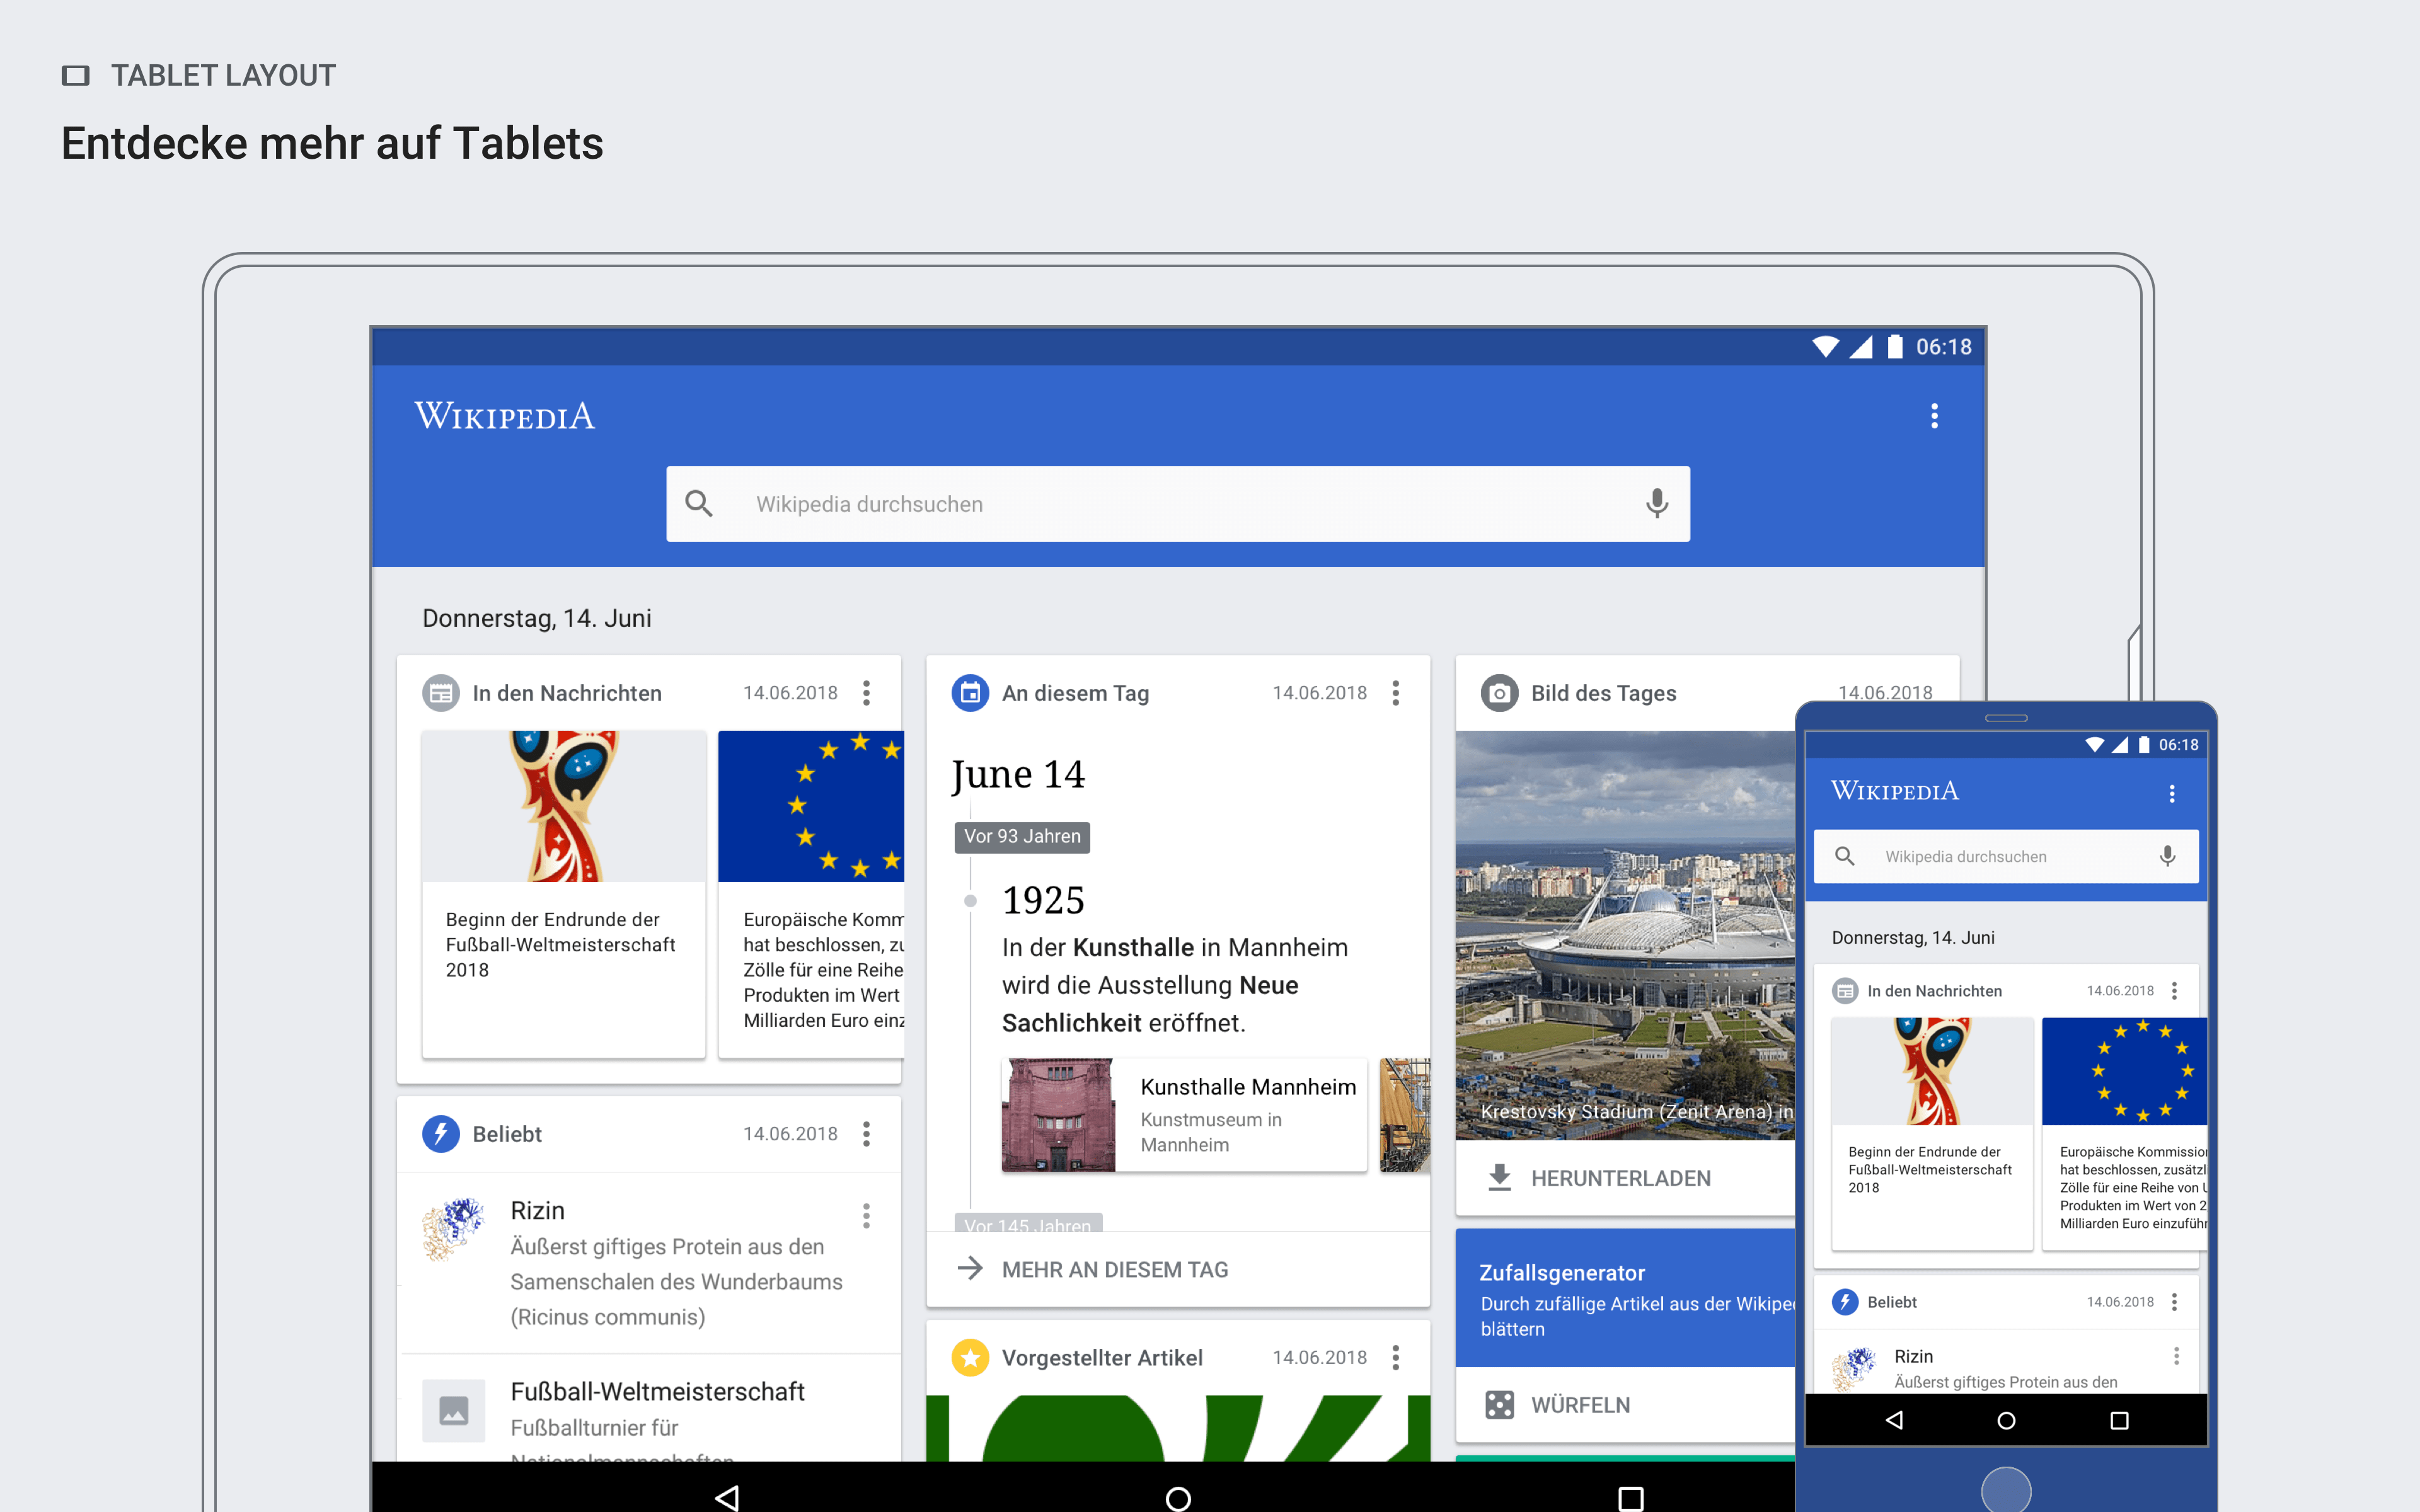 TABLET LAYOUT
Entdecke mehr auf Tablets
06:18
WIKIPEDIA
Wikipedia durchsuchen
Donnerstag, 14. Juni
In den Nachrichten 14.06.2018
Beginn der Endrunde der
Fußball-Weltmeisterschaft
2018
Europäische
hat beschlossen,
Zölle für eine Reihe
Produkten im Wert
Milliarden Euro
Beliebt 14.06.2018
Rizin
Äußerst giftiges Protein aus den
Samenschalen des Wunderbaums
(Ricinus communis)
Fußball-Weltmeisterschaft
Fußballturnier für
Nationalmannschaften
An diesem Tag 14.06.2018
June 14
Vor 93 Jahren
1925
In der Kunsthalle in Mannheim
wird die Ausstellung Neue
Sachlichkeit eröffnet.
Kunsthalle Mannheim
Kunstmuseum in
Mannheim
Vor 145 Jahren
MEHR AN DIESEM TAG
Vorgestellter Artikel 14.06.2018
Bild des Tages 14.06.2018
Krestovsky Stadium (Zenit Arena) in
HERUNTERLADEN
Zufallsgenerator
Durch zufällige Artikel aus der
blättern
WÜRFELN
06:18
WIKIPEDIA
Wikipedia durchsuchen
Donnerstag, 14. Juni
In den Nachrichten 14.06.2018
Beginn der Endrunde der
Fußball-Weltmeisterschaft
2018
Europäische
hat beschlossen,
Zölle für eine Reihe von
Produkten im Wert von
Milliarden Euro
Beliebt 14.06.2018
Rizin
Äußerst giftiges Protein aus den